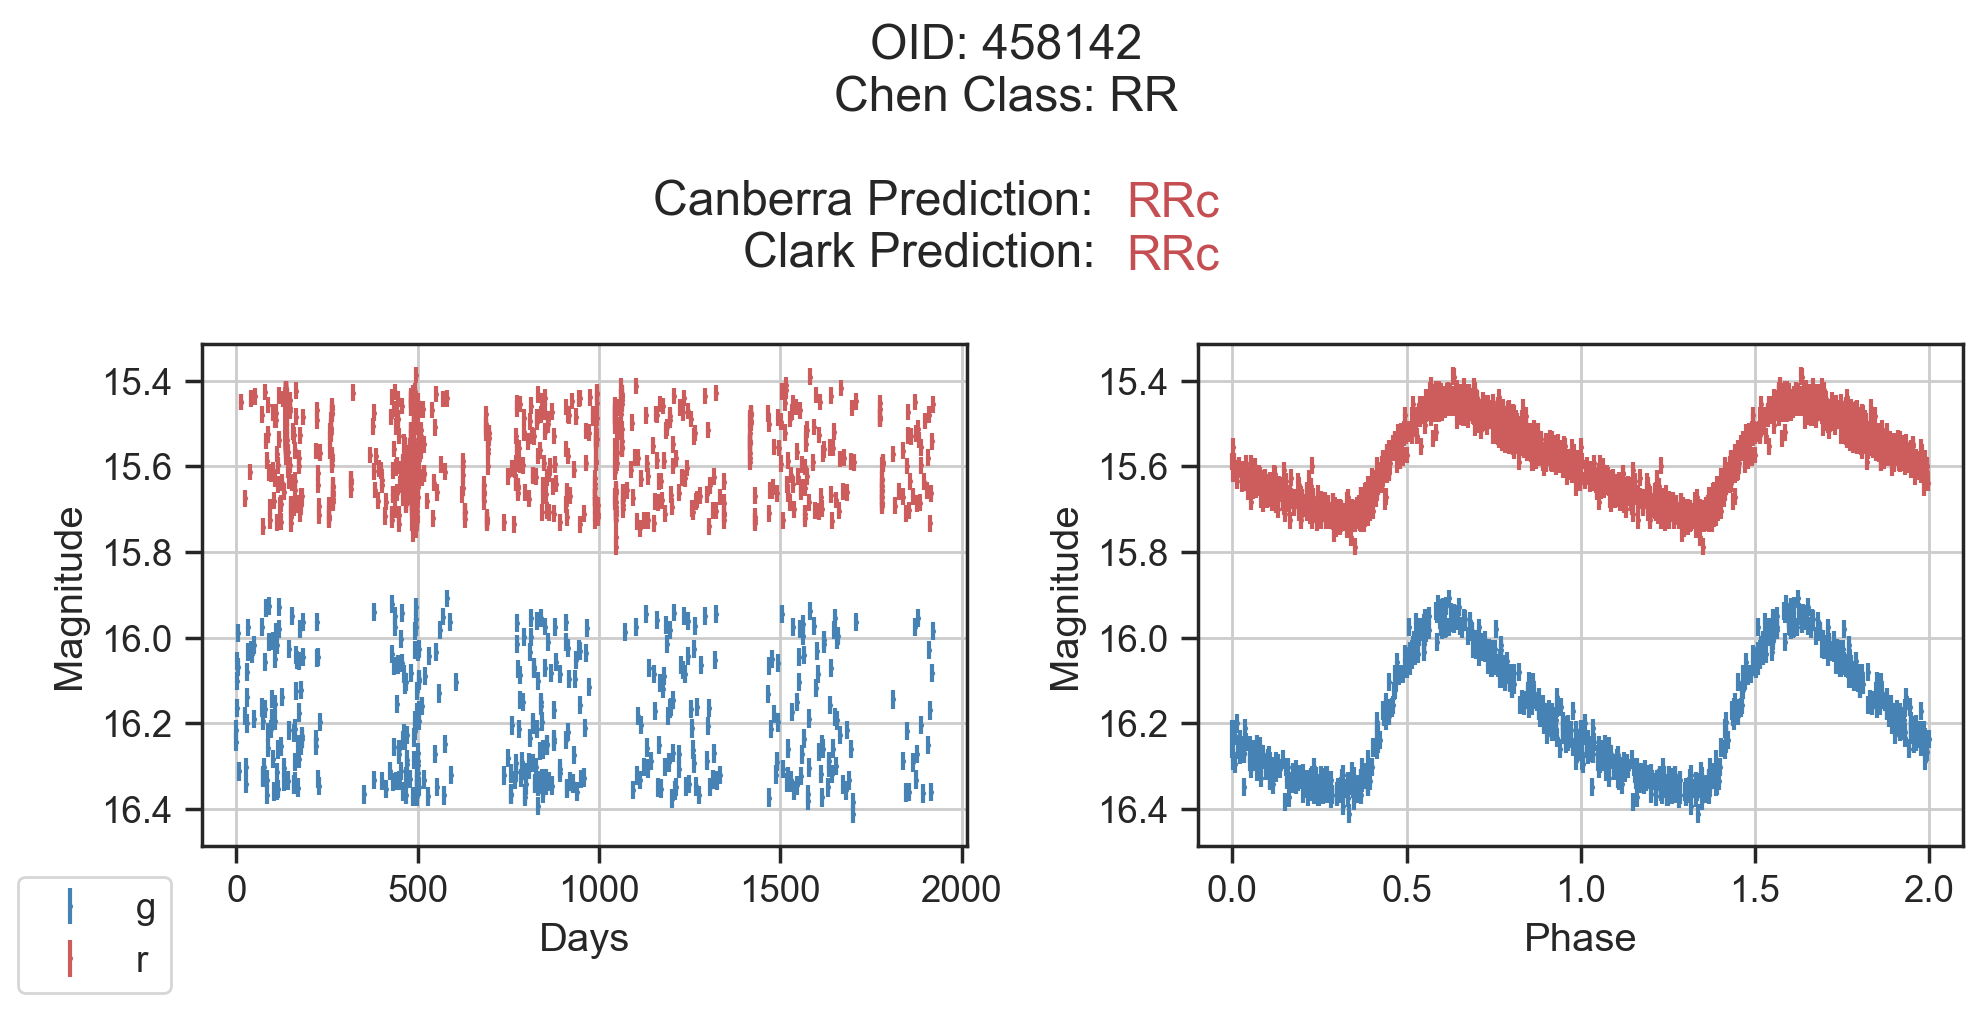 OID: 458142
Chen Class: RR
Canberra Prediction: RRc
Clark Prediction: RRc
Magnitude
15.4
15.6
15.8
16.0
16.2
16.4
0 500 1000 1500 2000
Days
Magnitude
15.4
15.6
15.8
16.0
16.2
16.4
0.0 0.5 1.0 1.5 2.0
Phase
g
r